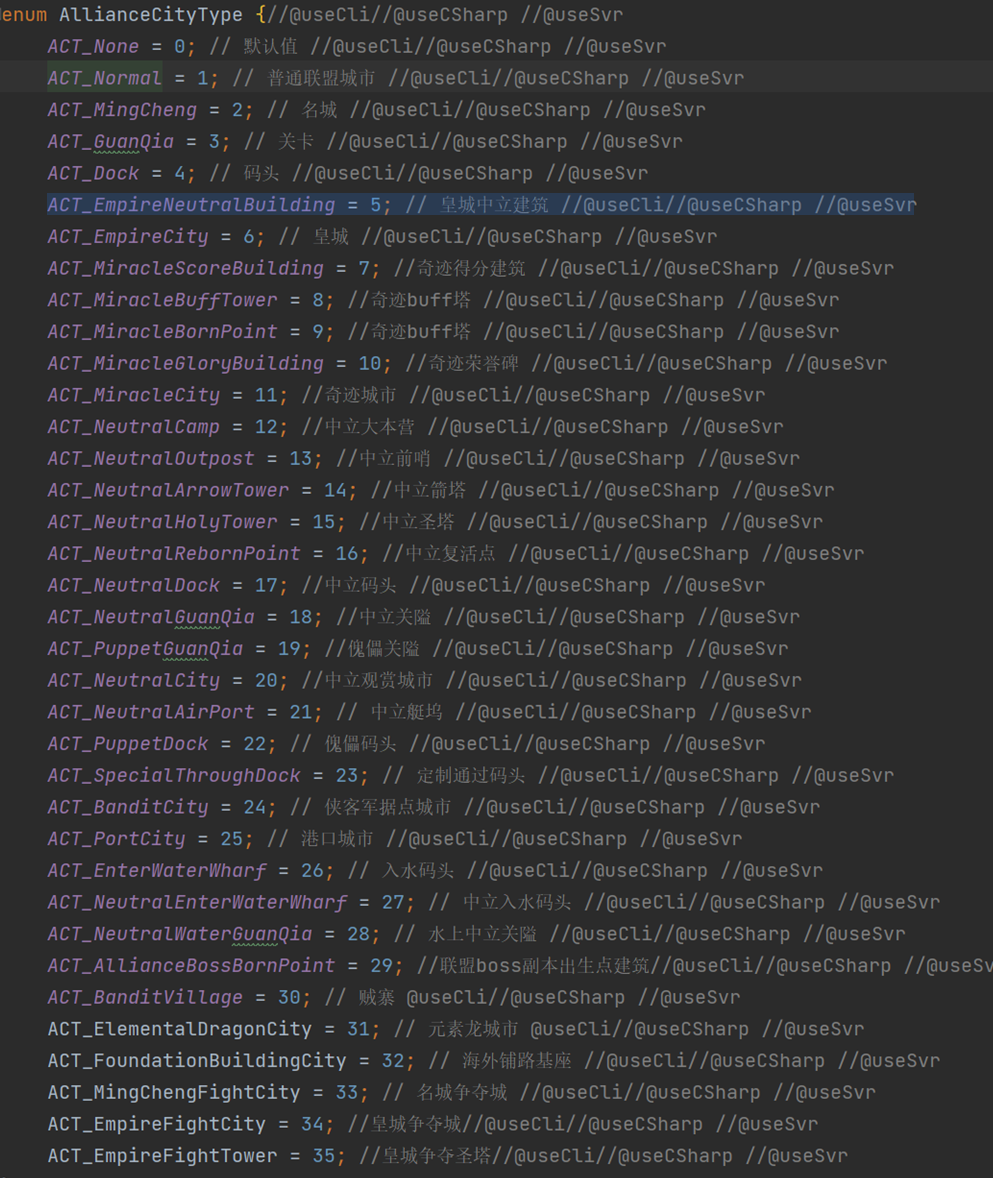 enum AllianceCityType {//@useCli//@useCSharp //@useSvr
ACT_None = 0; // 默认值 //@useCli//@useCSharp //@useSvr
ACT_Normal = 1; // 普通联盟城市 //@useCli//@useCSharp //@useSvr
ACT_MingCheng = 2; // 名城 //@useCli//@useCSharp //@useSvr
ACT_GuanQia = 3; // 关卡 //@useCli//@useCSharp //@useSvr
ACT_Dock = 4; // 码头 //@useCli//@useCSharp //@useSvr
ACT_EmpireNeutralBuilding = 5; // 皇城中立建筑 //@useCli//@useCSharp //@useSvr
ACT_EmpireCity = 6; // 皇城 //@useCli//@useCSharp //@useSvr
ACT_MiracleScoreBuilding = 7; //奇迹得分建筑 //@useCli//@useCSharp //@useSvr
ACT_MiracleBuffTower = 8; //奇迹buff塔 //@useCli//@useCSharp //@useSvr
ACT_MiracleBornPoint = 9; //奇迹buff塔 //@useCli//@useCSharp //@useSvr
ACT_MiracleGloryBuilding = 10; //奇迹荣誉碑 //@useCli//@useCSharp //@useSvr
ACT_MiracleCity = 11; //奇迹城市 //@useCli//@useCSharp //@useSvr
ACT_NeutralCamp = 12; //中立大本营 //@useCli//@useCSharp //@useSvr
ACT_NeutralOutpost = 13; //中立前哨 //@useCli//@useCSharp //@useSvr
ACT_NeutralArrowTower = 14; //中立箭塔 //@useCli//@useCSharp //@useSvr
ACT_NeutralHolyTower = 15; //中立圣塔 //@useCli//@useCSharp //@useSvr
ACT_NeutralRebornPoint = 16; //中立复活点 //@useCli//@useCSharp //@useSvr
ACT_NeutralDock = 17; //中立码头 //@useCli//@useCSharp //@useSvr
ACT_NeutralGuanQia = 18; //中立关隘 //@useCli//@useCSharp //@useSvr
ACT_PuppetGuanQia = 19; //傀儡关隘 //@useCli//@useCSharp //@useSvr
ACT_NeutralCity = 20; //中立观赏城市 //@useCli//@useCSharp //@useSvr
ACT_NeutralAirPort = 21; // 中立艇坞 //@useCli//@useCSharp //@useSvr
ACT_PuppetDock = 22; // 傀儡码头 //@useCli//@useCSharp //@useSvr
ACT_SpecialThroughDock = 23; // 定制通过码头 //@useCli//@useCSharp //@useSvr
ACT_BanditCity = 24; // 侠客军据点城市 //@useCli//@useCSharp //@useSvr
ACT_PortCity = 25; // 港口城市 //@useCli//@useCSharp //@useSvr
ACT_EnterWaterWharf = 26; // 入水码头 //@useCli//@useCSharp //@useSvr
ACT_NeutralEnterWaterWharf = 27; // 中立入水码头 //@useCli//@useCSharp //@useSvr
ACT_NeutralWaterGuanQia = 28; // 水上中立关隘 //@useCli//@useCSharp //@useSvr
ACT_AllianceBossBornPoint = 29; //联盟boss副本出生点建筑//@useCli//@useCSharp //@useSv
ACT_BanditVillage = 30; // 贼寨 @useCli//@useCSharp //@useSvr
ACT_ElementalDragonCity = 31; // 元素龙城市 @useCli//@useCSharp //@useSvr
ACT_FoundationBuildingCity = 32; // 海外铺路基座 //@useCli//@useCSharp //@useSvr
ACT_MingChengFightCity = 33; // 名城争夺城 //@useCli//@useCSharp //@useSvr
ACT_EmpireFightCity = 34; //皇城争夺城//@useCli//@useCSharp //@useSvr
ACT_EmpireFightTower = 35; //皇城争夺圣塔//@useCli//@useCSharp //@useSvr